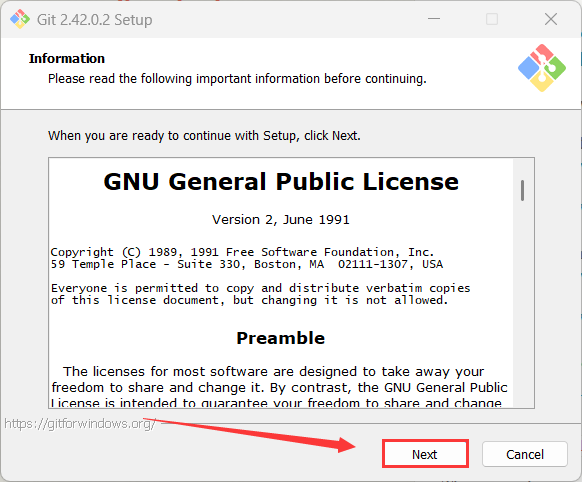 Git 2.42.0.2 Setup
Information
Please read the following important information before continuing.
When you are ready to continue with Setup, click Next.
GNU General Public License
Version 2, June 1991
Copyright (C) 1989, 1991 Free Software Foundation, Inc.
59 Temple Place - Suite 330, Boston, MA  02111-1307, USA
Everyone is permitted to copy and distribute verbatim copies
of this license document, but changing it is not allowed.
Preamble
The licenses for most software are designed to take away your
freedom to share and change it. By contrast, the GNU General Public
License is intended to guarantee your freedom to share and change
https://gitforwindows.org/
Next
Cancel